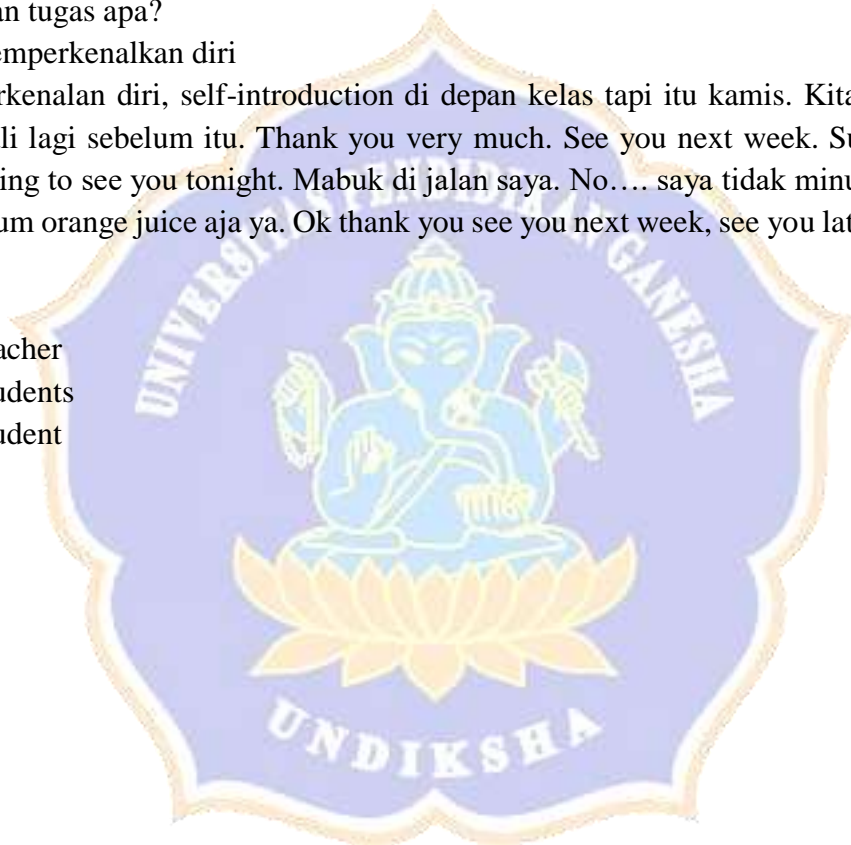 an tugas apa?
emperkenalkan diri
rkenalan diri, self-introduction di depan kelas tapi itu kamis. Kita
li lagi sebelum itu. Thank you very much. See you next week. Su
ing to see you tonight. Mabuk di jalan saya. No…. saya tidak minu
um orange juice aja ya. Ok thank you see you next week, see you lat
acher
udents
udent
UNIVERSITAS PENDIDIKAN GANESHA
UNDIKSHA